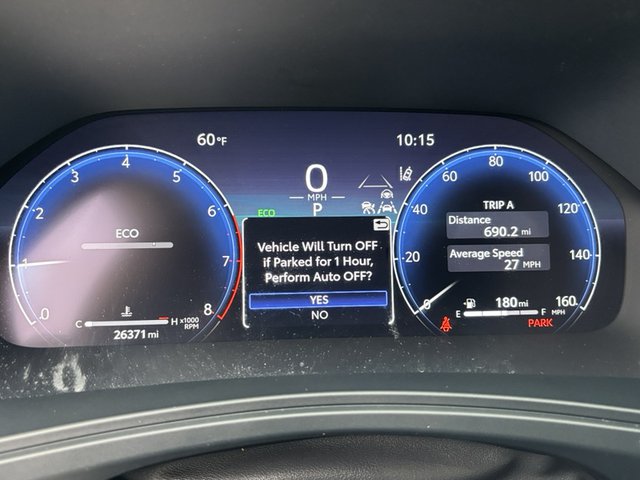 60°F
10:15
0
MPH
P
ECO
0
1
2
3
4
5
6
7
8
ECO
C
H
x1000
RPM
26371 mi
Vehicle Will Turn OFF
if Parked for 1 Hour,
Perform Auto OFF?
YES
NO
0
20
40
60
80
100
120
140
160
MPH
TRIP A
Distance
690.2 mi
Average Speed
27 MPH
180 mi
E
F
PARK